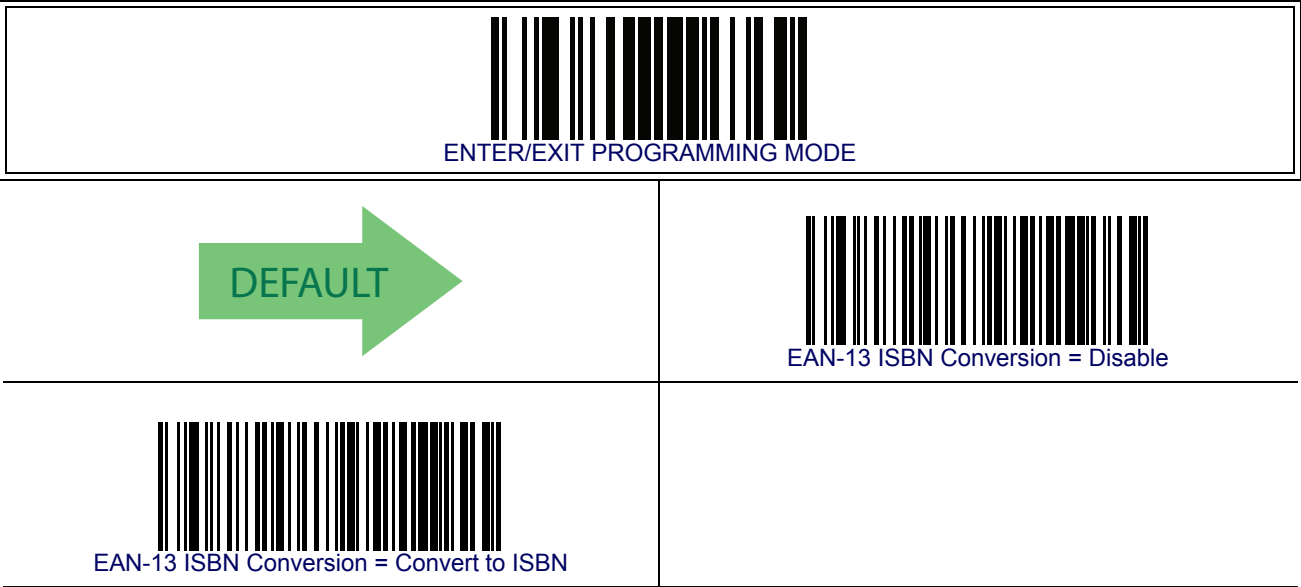 ENTER/EXIT PROGRAMMING MODE
DEFAULT
EAN-13 ISBN Conversion = Disable
EAN-13 ISBN Conversion = Convert to ISBN